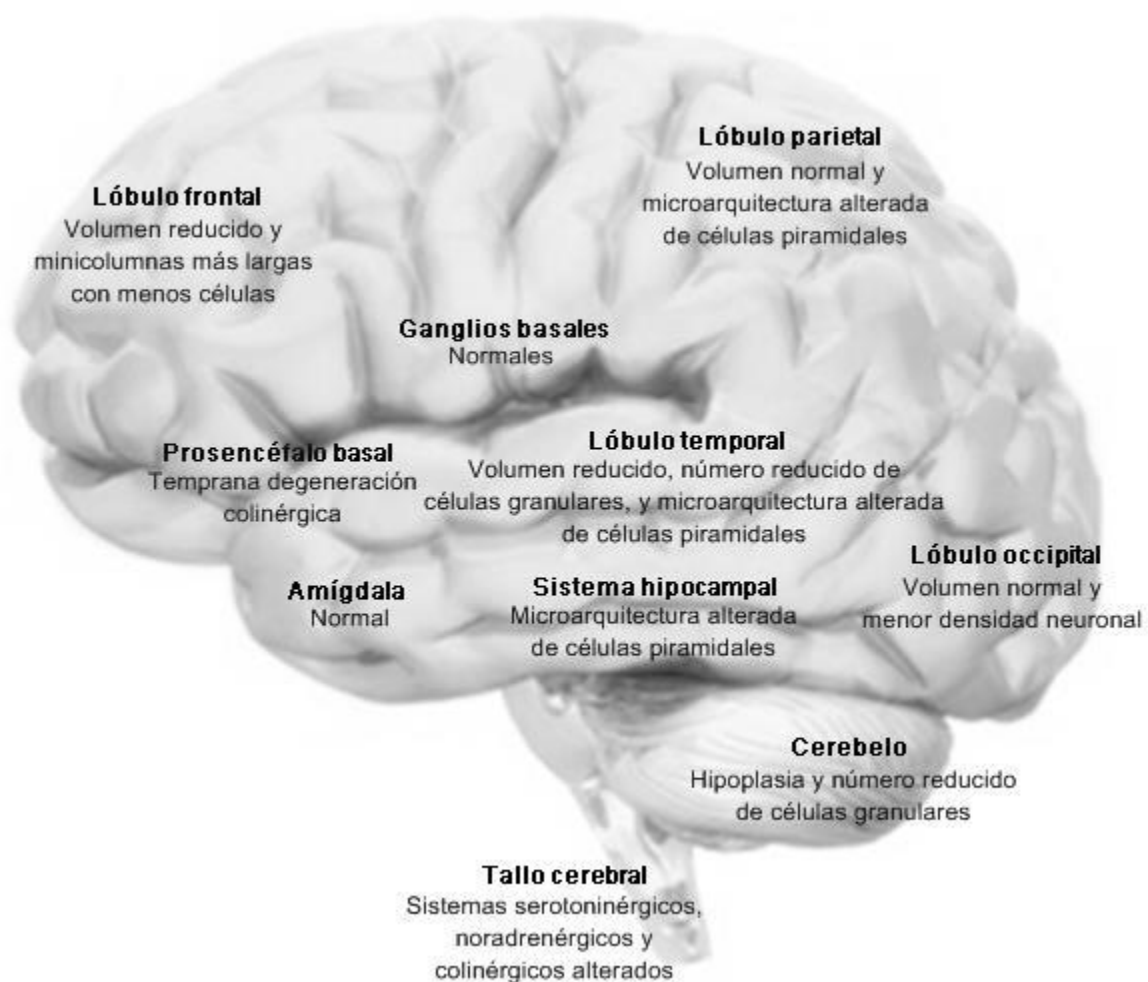 Lóbulo parietal
Volumen normal y
microarquitectura alterada
de células piramidales
Lóbulo frontal
Volumen reducido y
minicolumnas más largas
con menos células
Ganglios basales
Normales
Prosencéfalo basal
Temprana degeneración
colinérgica
Lóbulo temporal
Volumen reducido, número reducido de
células granulares, y microarquitectura alterada
de células piramidales
Lóbulo occipital
Volumen normal y
menor densidad neuronal
Amígdala
Normal
Sistema hipocampal
Microarquitectura alterada
de células piramidales
Cerebelo
Hipoplasia y número reducido
de células granulares
Tallo cerebral
Sistemas serotoninérgicos,
noradrenérgicos y
colinérgicos alterados